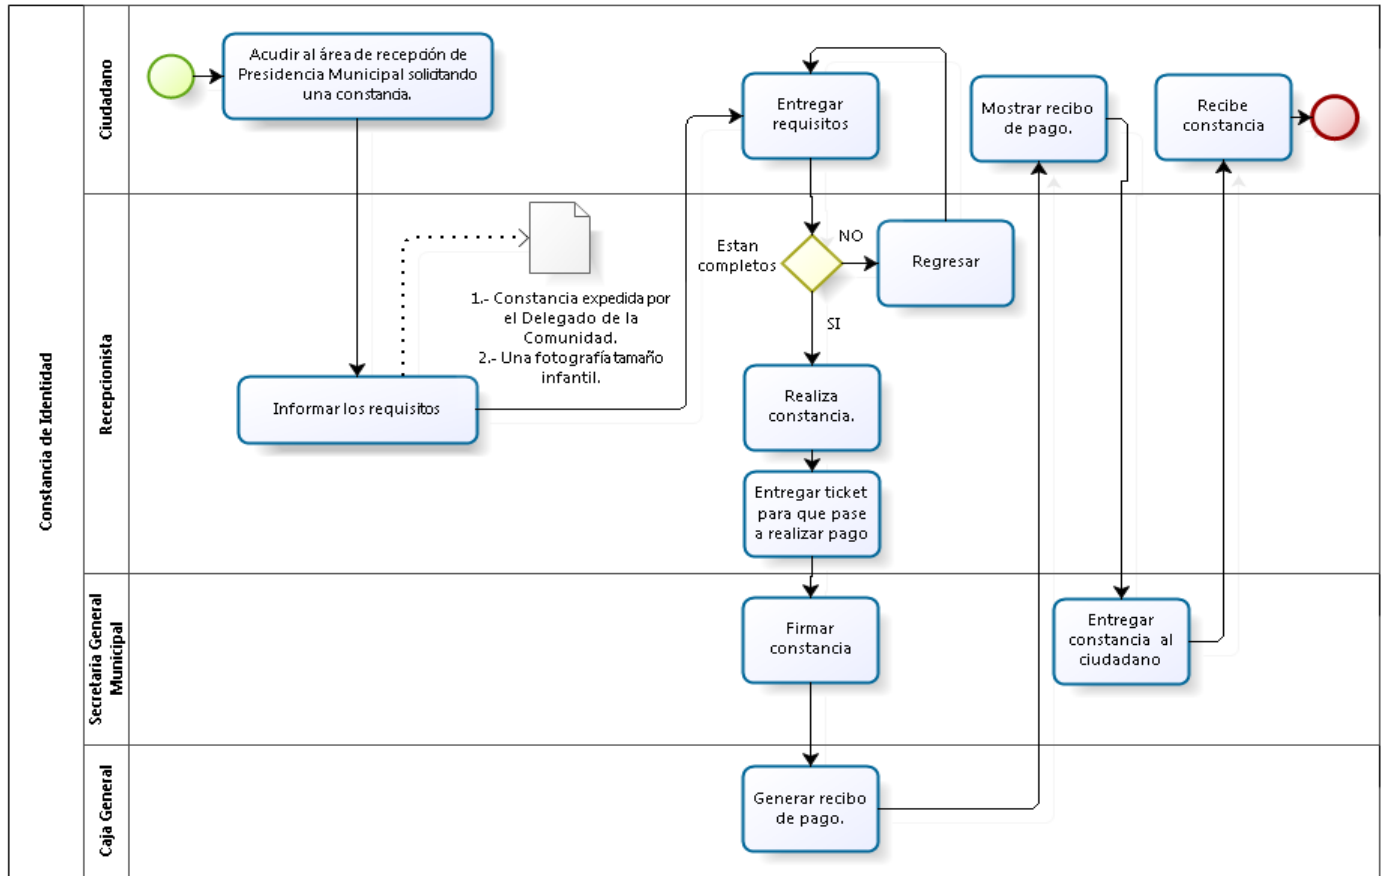 Constancia de Identidad
Ciudadano
Acudir al área de recepción de
Presidencia Municipal solicitando
una constancia.
Entregar
requisitos
Mostrar recibo
de pago.
Recibe
constancia
Recepcionista
Informar los requisitos
1.- Constancia expedida por
el Delegado de la
Comunidad.
2.- Una fotografía tamaño
infantil.
Estan
completos
NO
Regresar
SI
Realiza
constancia.
Entregar ticket
para que pase
a realizar pago
Secretaria General
Municipal
Firmar
constancia
Entregar
constancia al
ciudadano
Caja General
Generar recibo
de pago.